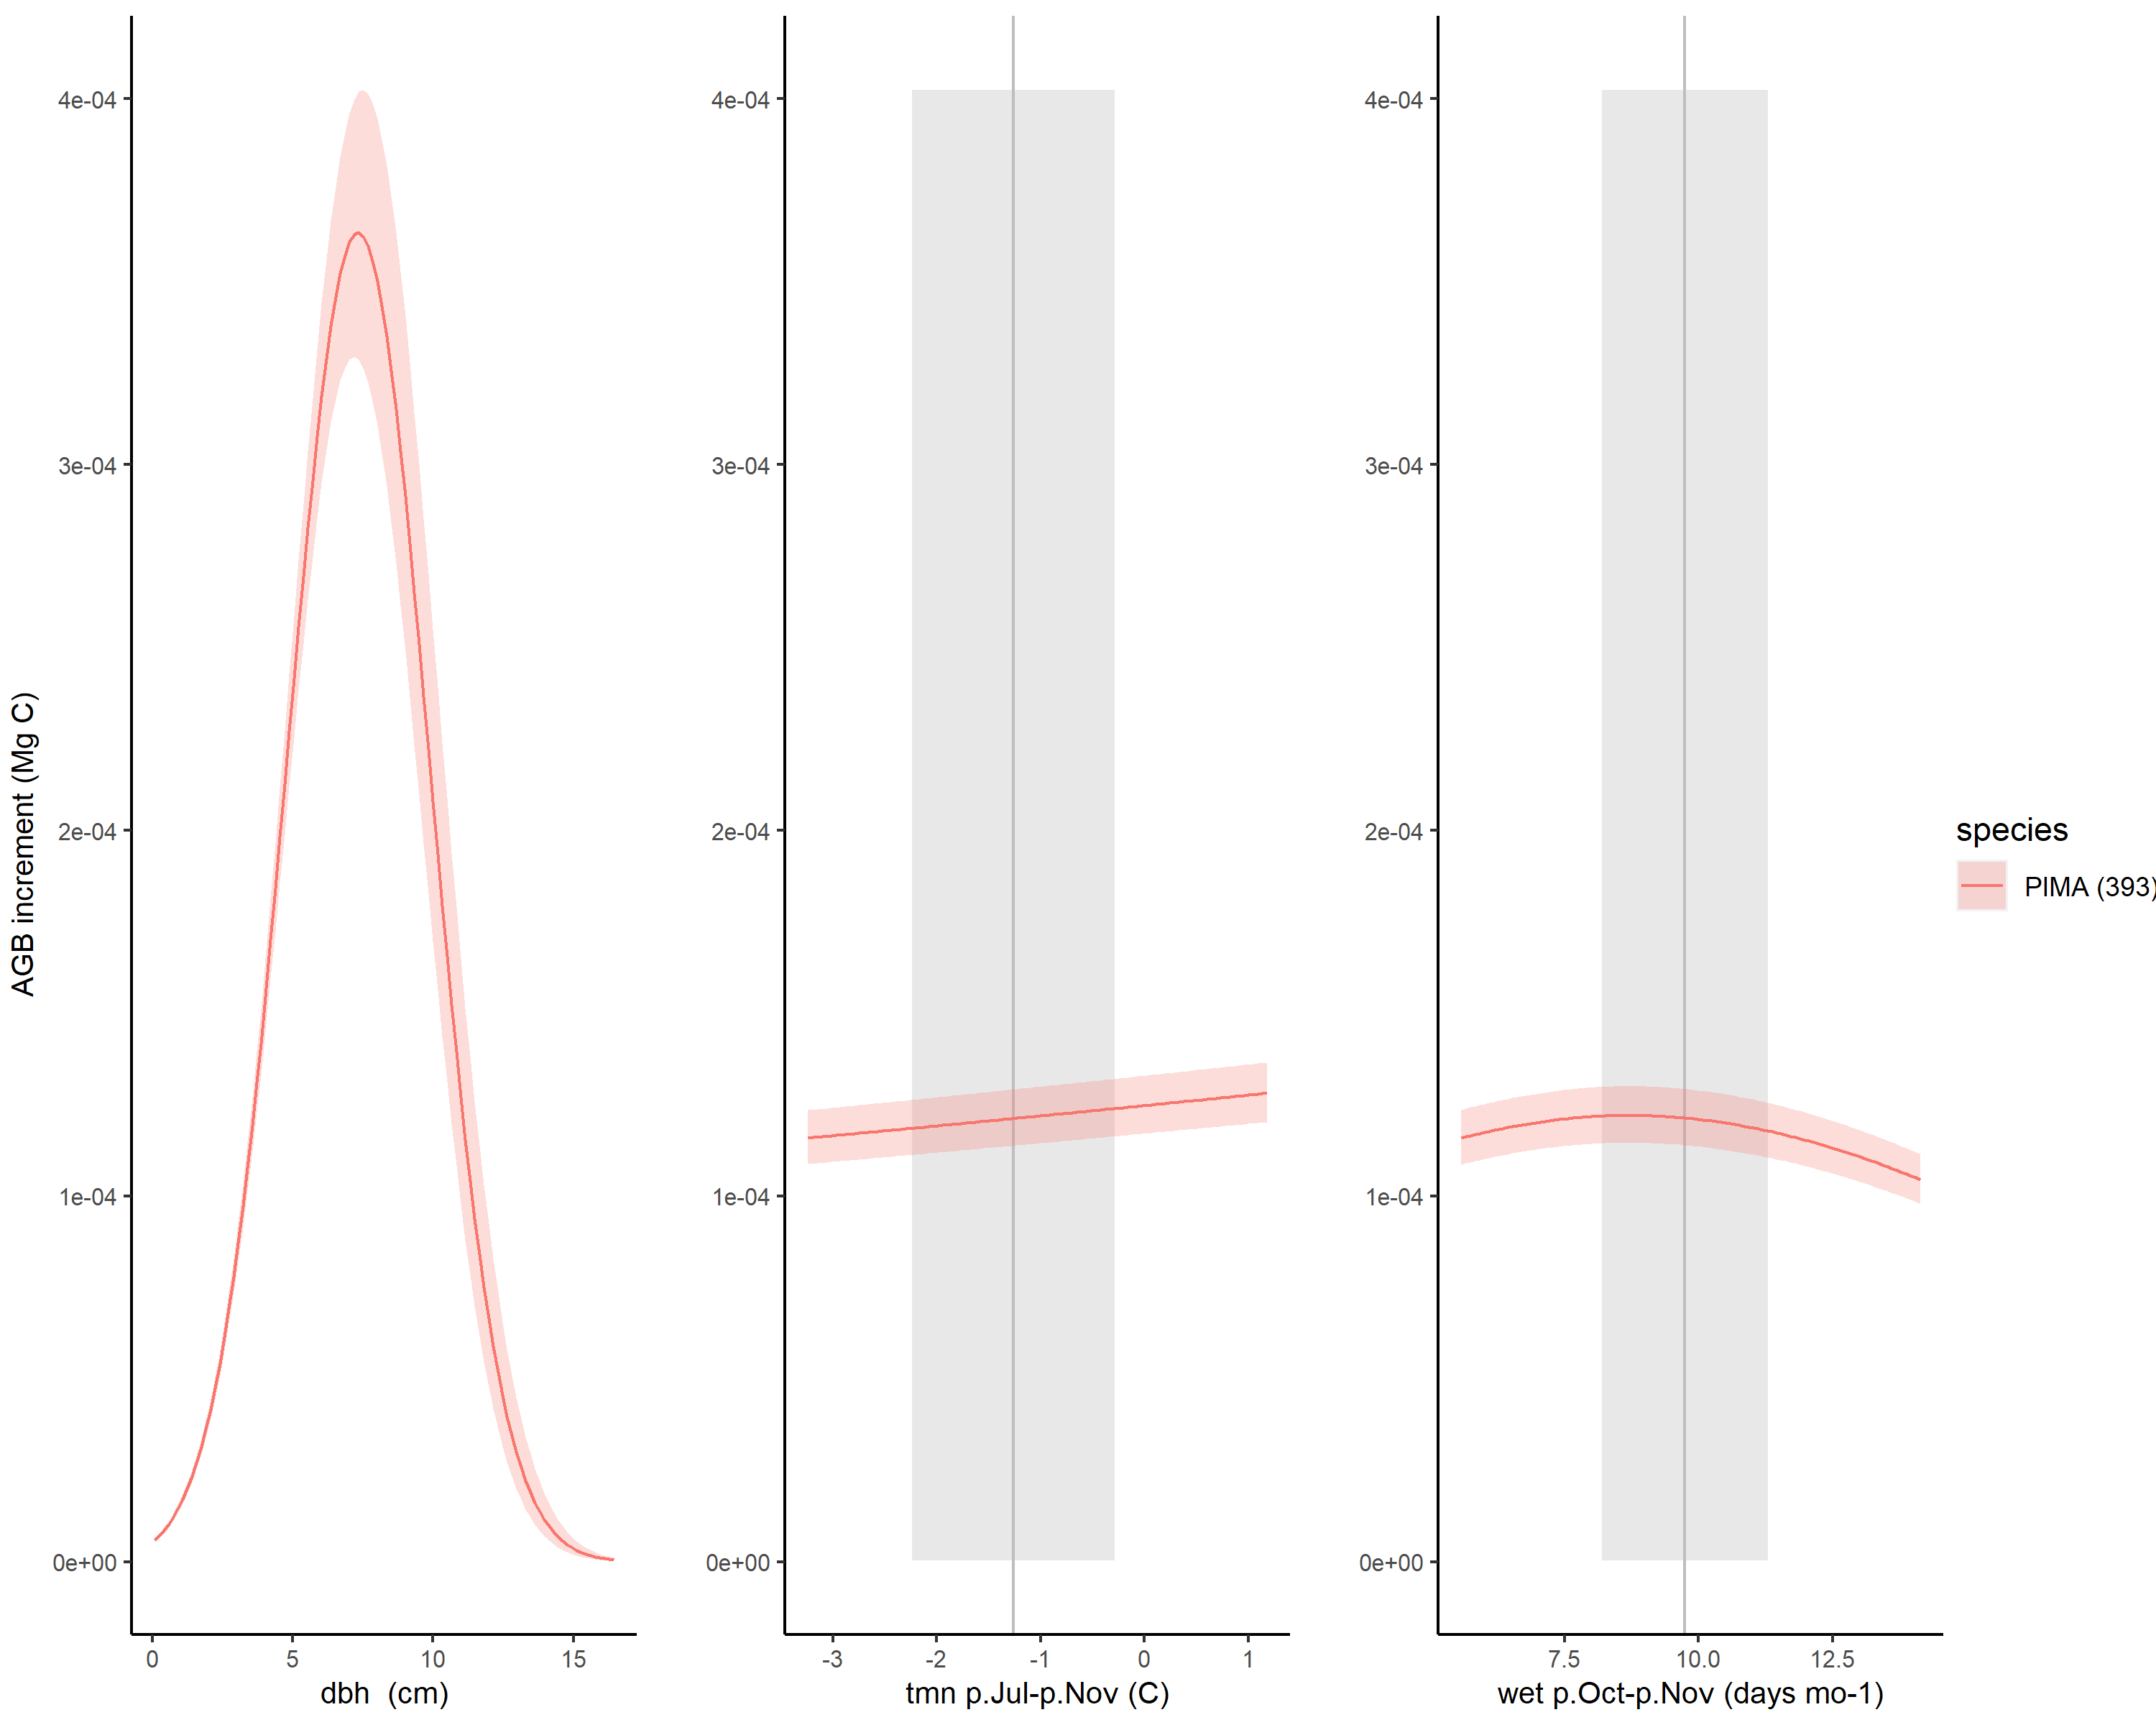 AGB increment (Mg C)
4e-04
3e-04
2e-04
1e-04
0e+00
0 5 10 15
dbh (cm)
4e-04
3e-04
2e-04
1e-04
0e+00
-3 -2 -1 0 1
tmn p.Jul-p.Nov (C)
4e-04
3e-04
2e-04
1e-04
0e+00
7.5 10.0 12.5
wet p.Oct-p.Nov (days mo-1)
species
PIMA (393)